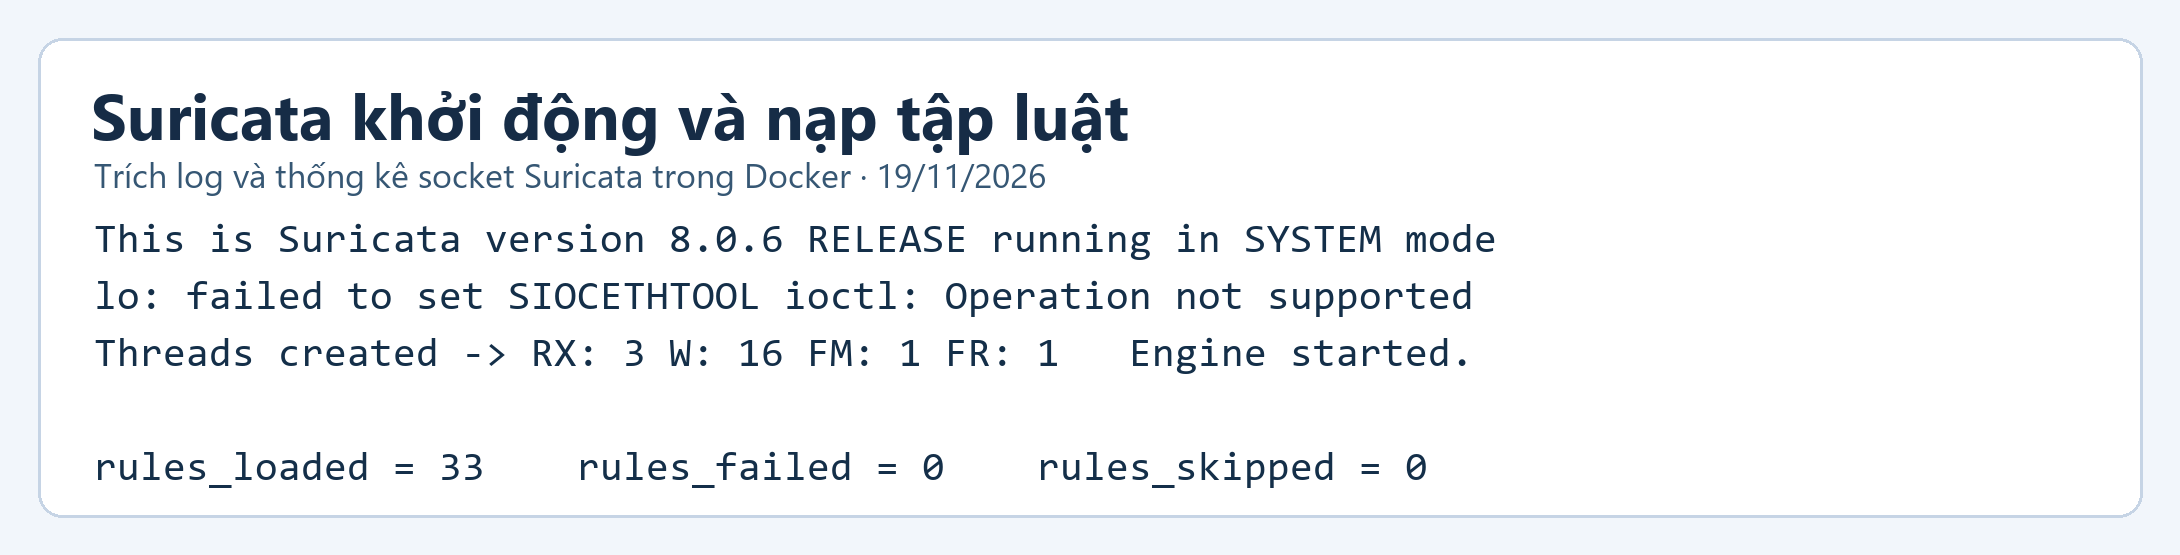 Suricata khởi động và nạp tập luật
Trích log và thống kê socket Suricata trong Docker · 19/11/2026
This is Suricata version 8.0.6 RELEASE running in SYSTEM mode
lo: failed to set SIOCETHTOOL ioctl: Operation not supported
Threads created -> RX: 3 W: 16 FM: 1 FR: 1   Engine started.
rules_loaded = 33    rules_failed = 0    rules_skipped = 0